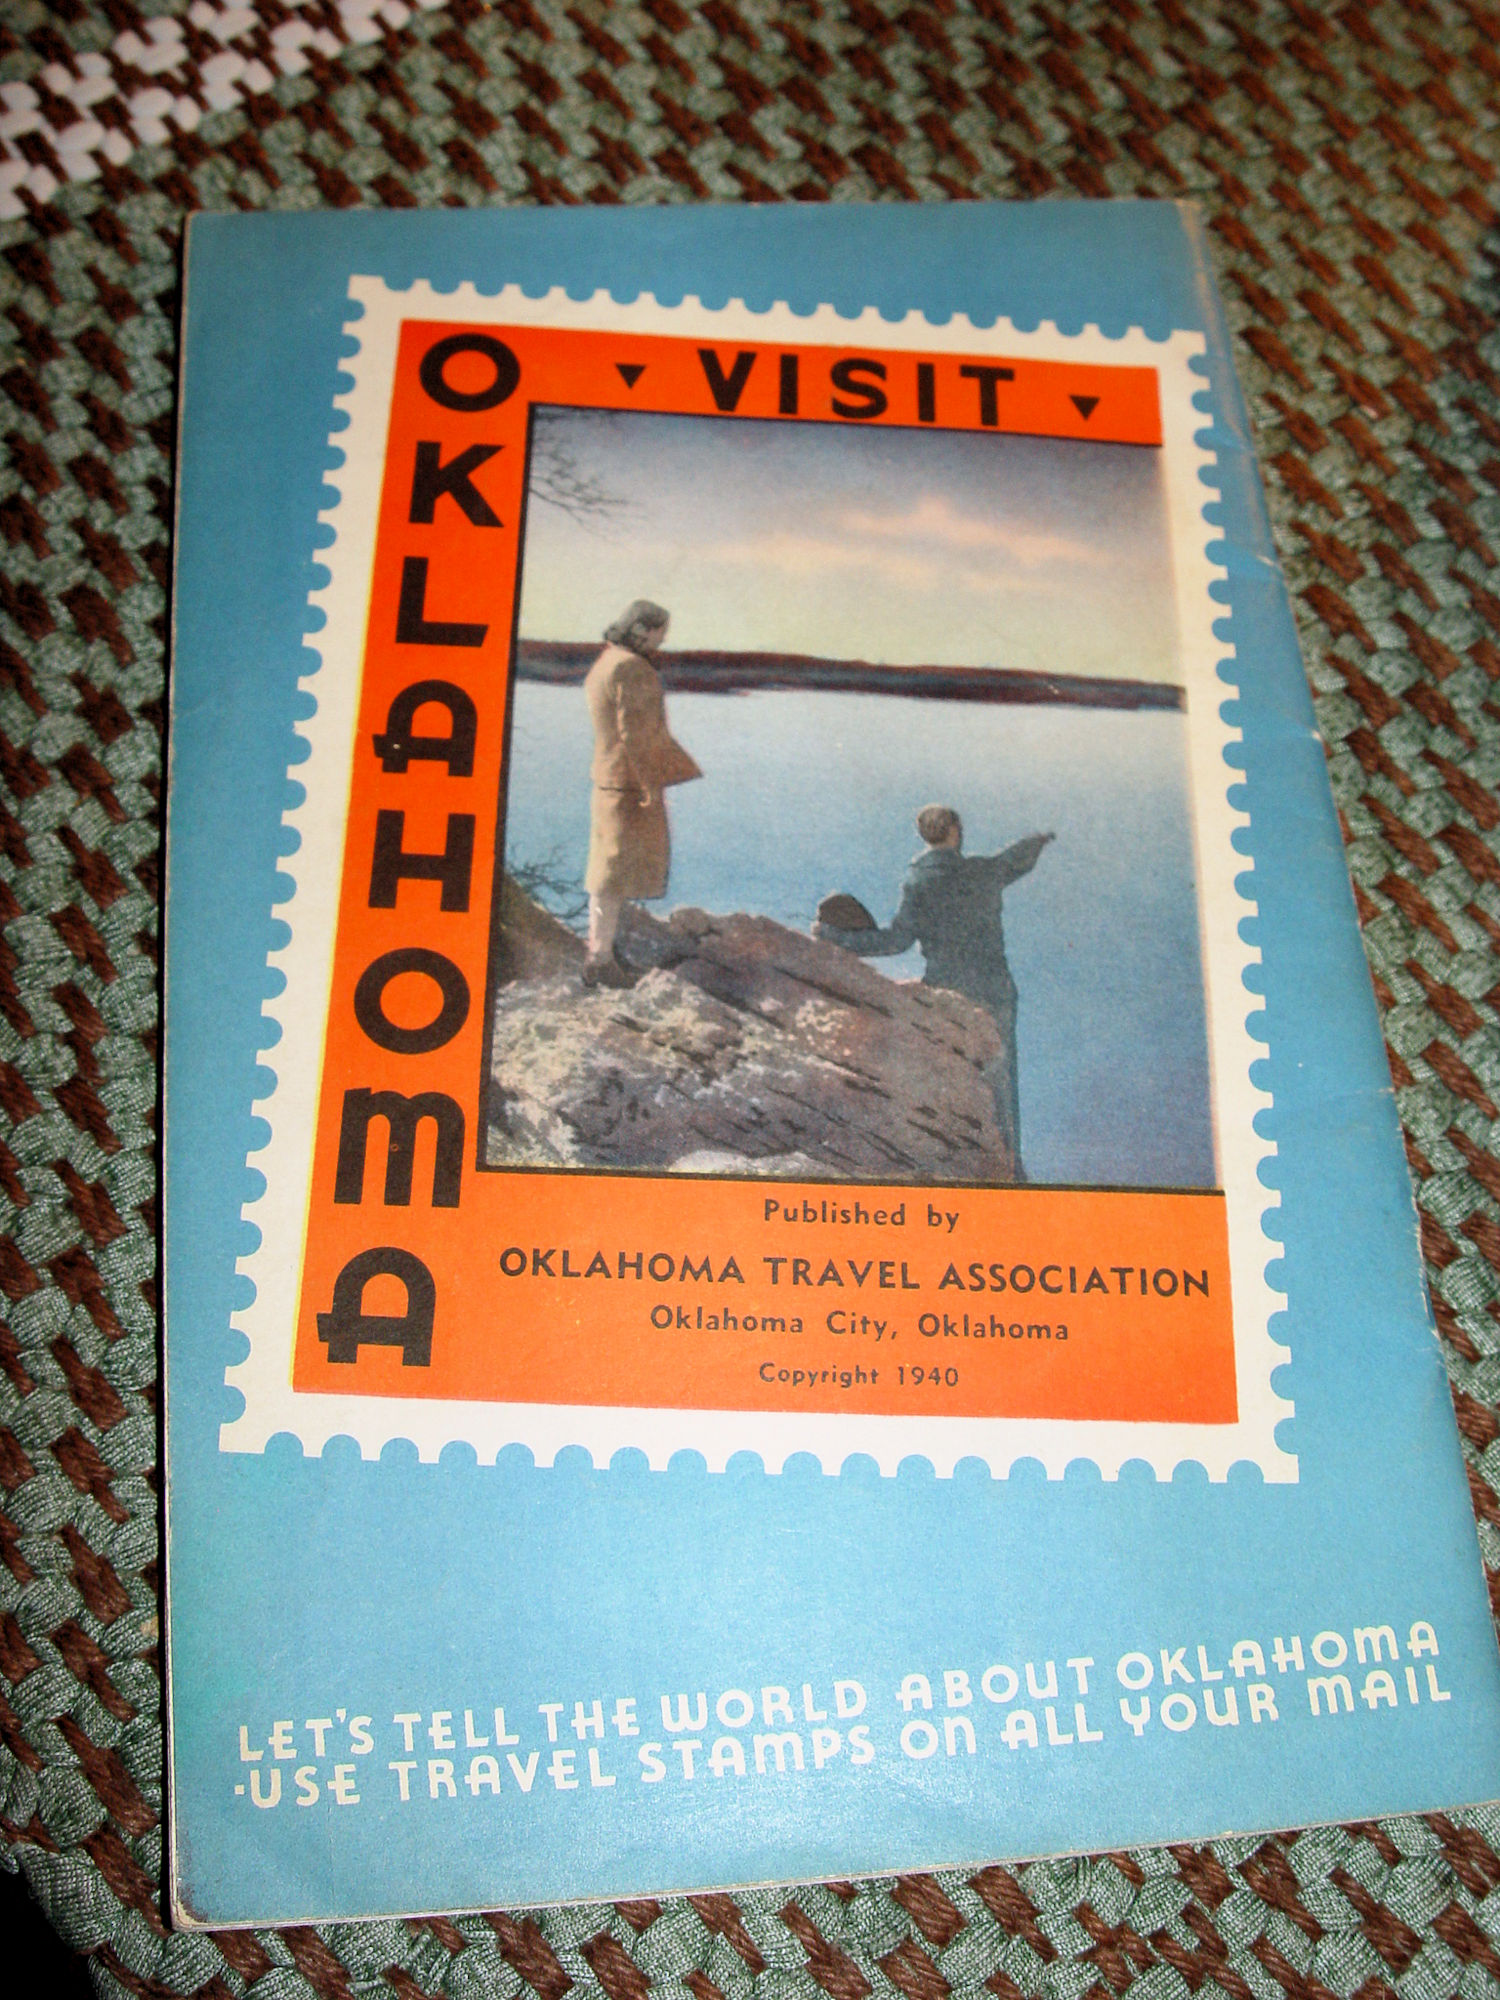 VISIT
OKLAHOMA
Published by
OKLAHOMA TRAVEL ASSOCIATION
Oklahoma City, Oklahoma
Copyright 1940
LET'S TELL THE WORLD ABOUT OKLAHOMA
·USE TRAVEL STAMPS ON ALL YOUR MAIL